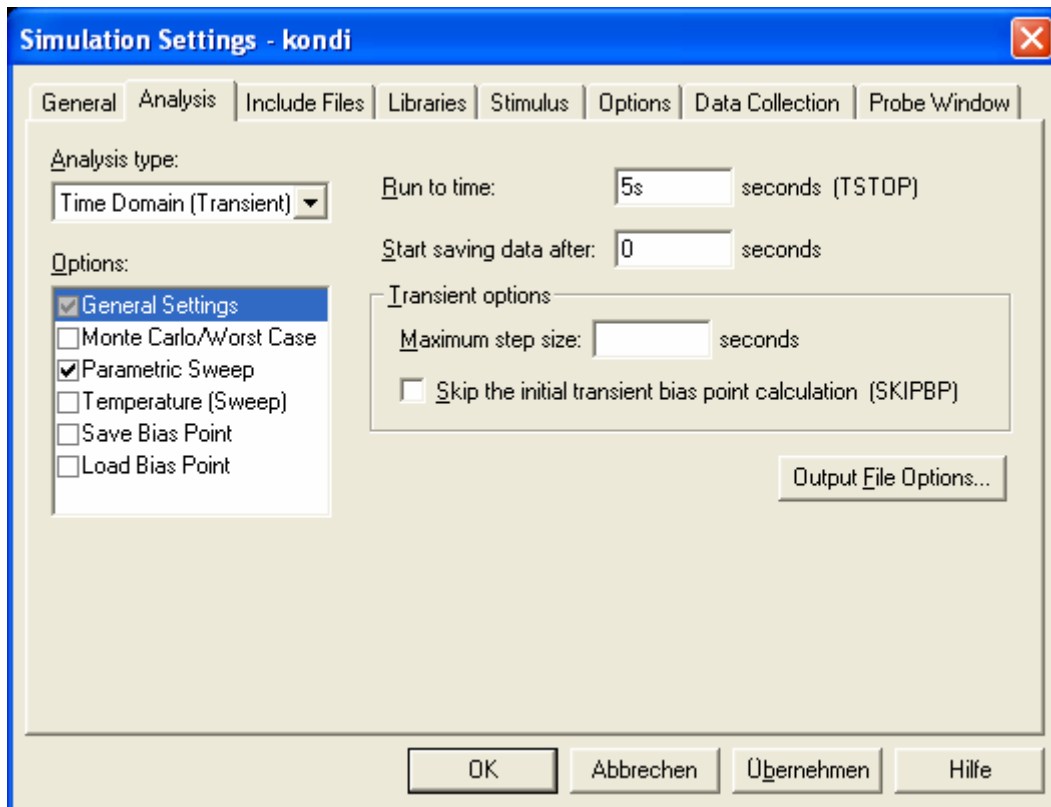 Simulation Settings - kondi
General Analysis Include Files Libraries Stimulus Options Data Collection Probe Window
Analysis type:
Time Domain (Transient)
Options:
General Settings
Monte Carlo/Worst Case
Parametric Sweep
Temperature (Sweep)
Save Bias Point
Load Bias Point
Run to time: 5s seconds (TSTOP)
Start saving data after: 0 seconds
Transient options
Maximum step size: seconds
Skip the initial transient bias point calculation (SKIPBP)
Output File Options...
OK Abbrechen Übernehmen Hilfe